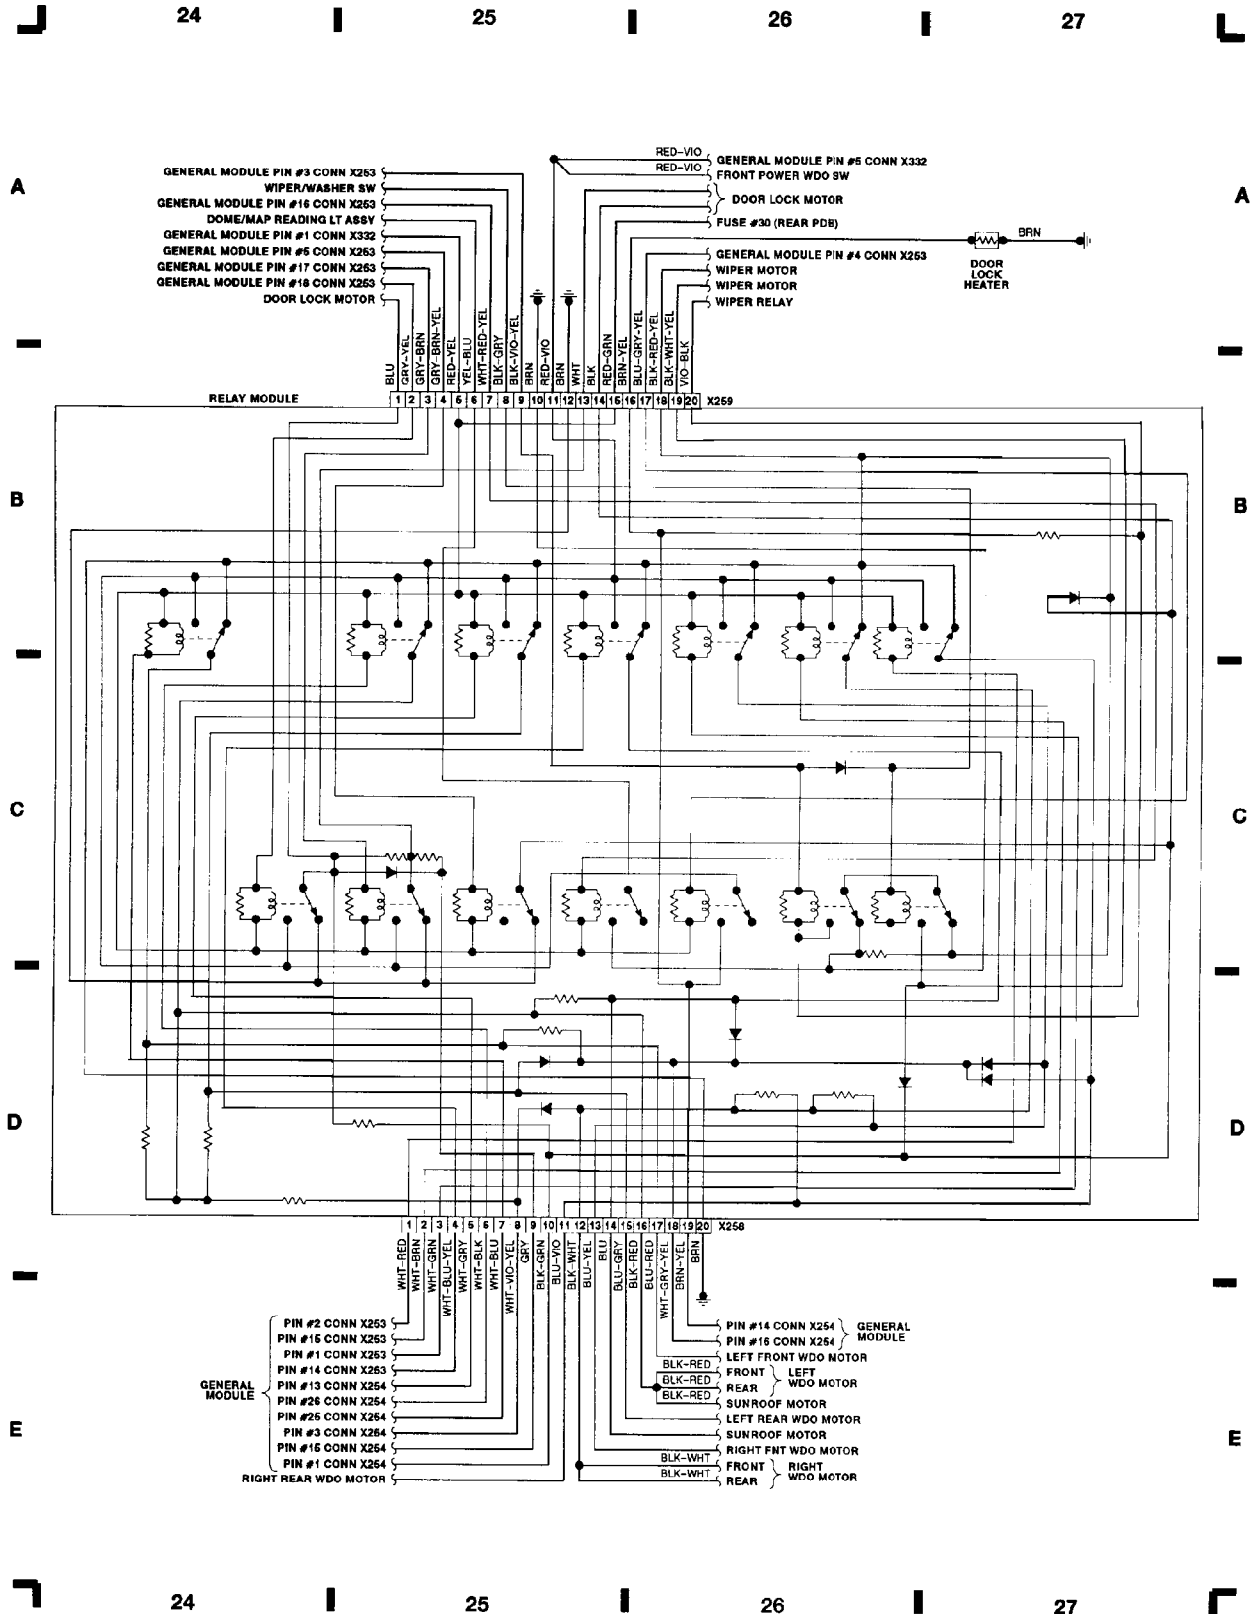 24 25 26 27
A
A
GENERAL MODULE PIN #3 CONN X253
WIPER/WASHER SW
GENERAL MODULE PIN #16 CONN X253
DOME/MAP READING LT ASSY
GENERAL MODULE PIN #1 CONN X332
GENERAL MODULE PIN #5 CONN X253
GENERAL MODULE PIN #17 CONN X253
GENERAL MODULE PIN #18 CONN X253
DOOR LOCK MOTOR
RED-VIO
RED-VIO
GENERAL MODULE PIN #5 CONN X332
FRONT POWER WDO SW
DOOR LOCK MOTOR
FUSE #30 (REAR PDB)
BRN
DOOR
LOCK
HEATER
GENERAL MODULE PIN #4 CONN X253
WIPER MOTOR
WIPER MOTOR
WIPER RELAY
BLU
GRY-YEL
GRY-BRN
GRY-BRN-YEL
RED-YEL
YEL-BLU
WHT-RED-YEL
BLK-GRY
BLK-VIO-YEL
BRN
RED-VIO
BRN
WHT
BLK
RED-GRN
BRN-YEL
BLU-GRY-YEL
BLK-RED-YEL
BLK-WHT-YEL
VIO-BLK
RELAY MODULE
1 2 3 4 5 6 7 8 9 10 11 12 13 14 15 16 17 18 19 20 X259
B
B
C
C
D
D
1 2 3 4 5 6 7 8 9 10 11 12 13 14 15 16 17 18 19 20 X258
WHT-RED
WHT-BRN
WHT-GRN
WHT-BLU-YEL
WHT-GRY
WHT-BLK
WHT-BLU
WHT-VIO-YEL
GRY
BLK-GRN
BLU-VIO
BLK-WHT
BLU-YEL
BLU
BLU-GRY
BLK-RED
BLU-RED
WHT-GRY-YEL
BRN-YEL
BRN
GENERAL
MODULE
PIN #2 CONN X253
PIN #15 CONN X253
PIN #1 CONN X253
PIN #14 CONN X253
PIN #13 CONN X254
PIN #26 CONN X254
PIN #25 CONN X254
PIN #3 CONN X254
PIN #15 CONN X254
PIN #1 CONN X254
RIGHT REAR WDO MOTOR
PIN #14 CONN X254
PIN #16 CONN X254
GENERAL
MODULE
LEFT FRONT WDO MOTOR
BLK-RED FRONT
BLK-RED REAR
LEFT
WDO MOTOR
BLK-RED SUNROOF MOTOR
LEFT REAR WDO MOTOR
SUNROOF MOTOR
RIGHT FNT WDO MOTOR
BLK-WHT FRONT
BLK-WHT REAR
RIGHT
WDO MOTOR
E
E
24 25 26 27